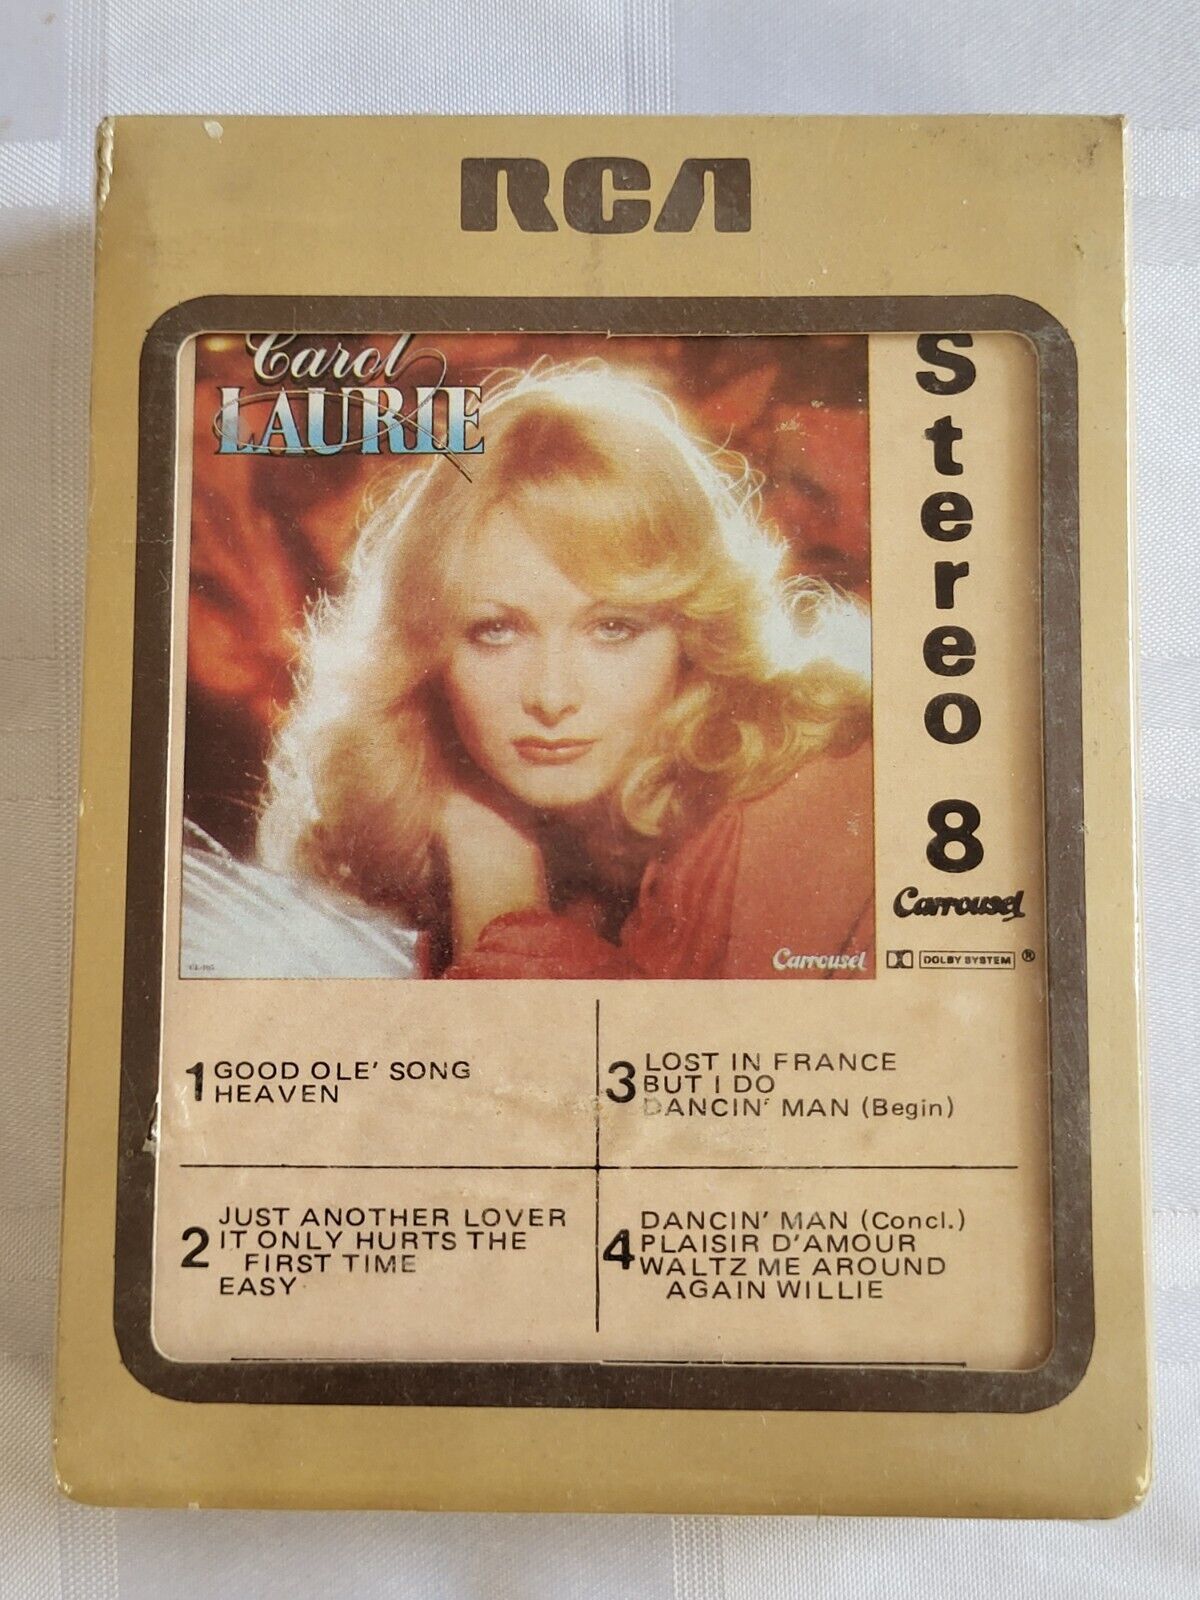 RCA
Carol
LAURIE
Stereo 8
Carrousel
Carrousel
DOLBY SYSTEM ®
1 GOOD OLE' SONG
HEAVEN
2 JUST ANOTHER LOVER
IT ONLY HURTS THE
FIRST TIME
EASY
3 LOST IN FRANCE
BUT I DO
DANCIN' MAN (Begin)
4 DANCIN' MAN (Concl.)
PLAISIR D'AMOUR
WALTZ ME AROUND
AGAIN WILLIE